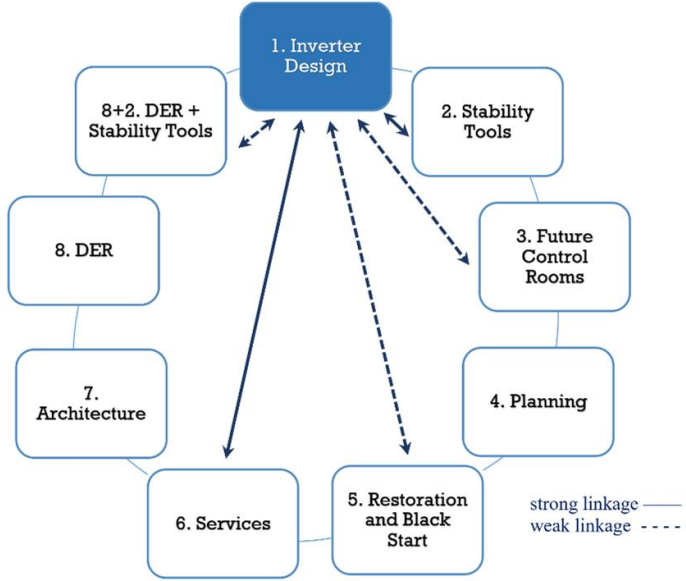 1. Inverter
Design
8+2. DER +
Stability Tools
2. Stability
Tools
8. DER
3. Future
Control
Rooms
7.
Architecture
4. Planning
6. Services
5. Restoration
and Black
Start
strong linkage
weak linkage